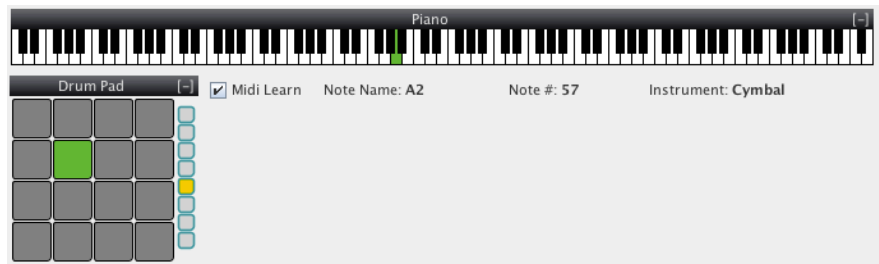 Piano [-]
Drum Pad [-]
Midi Learn Note Name: A2 Note #: 57 Instrument: Cymbal